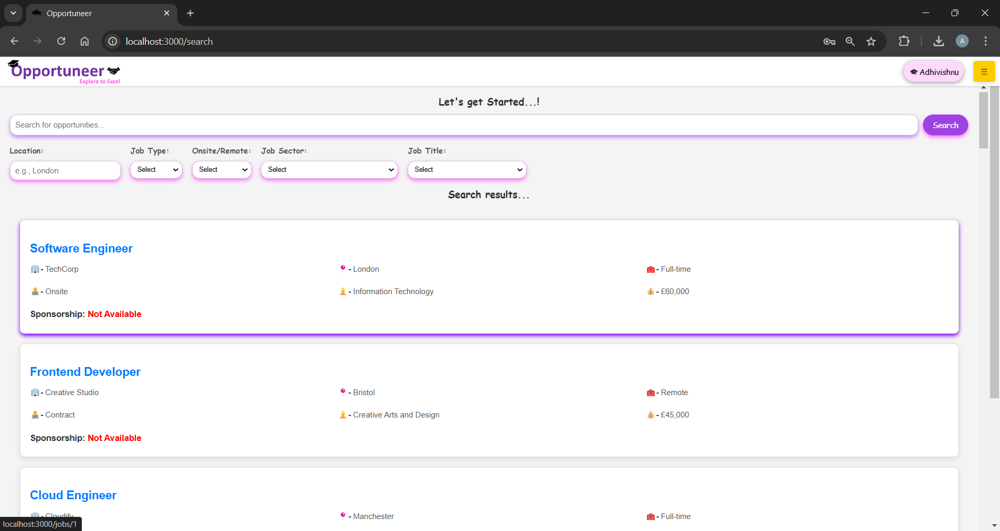 Opportuneer
localhost:3000/search
A
Opportuneer
Explore to Excel
Adhivishnu
Let's get Started...!
Search for opportunities...
Search
Location: Job Type: Onsite/Remote: Job Sector: Job Title:
e.g., London Select Select Select Select
Search results...
Software Engineer
- TechCorp - London - Full-time
- Onsite - Information Technology - £60,000
Sponsorship: Not Available
Frontend Developer
- Creative Studio - Bristol - Remote
- Contract - Creative Arts and Design - £45,000
Sponsorship: Not Available
Cloud Engineer
- Cloudify - Manchester - Full-time
localhost:3000/jobs/1